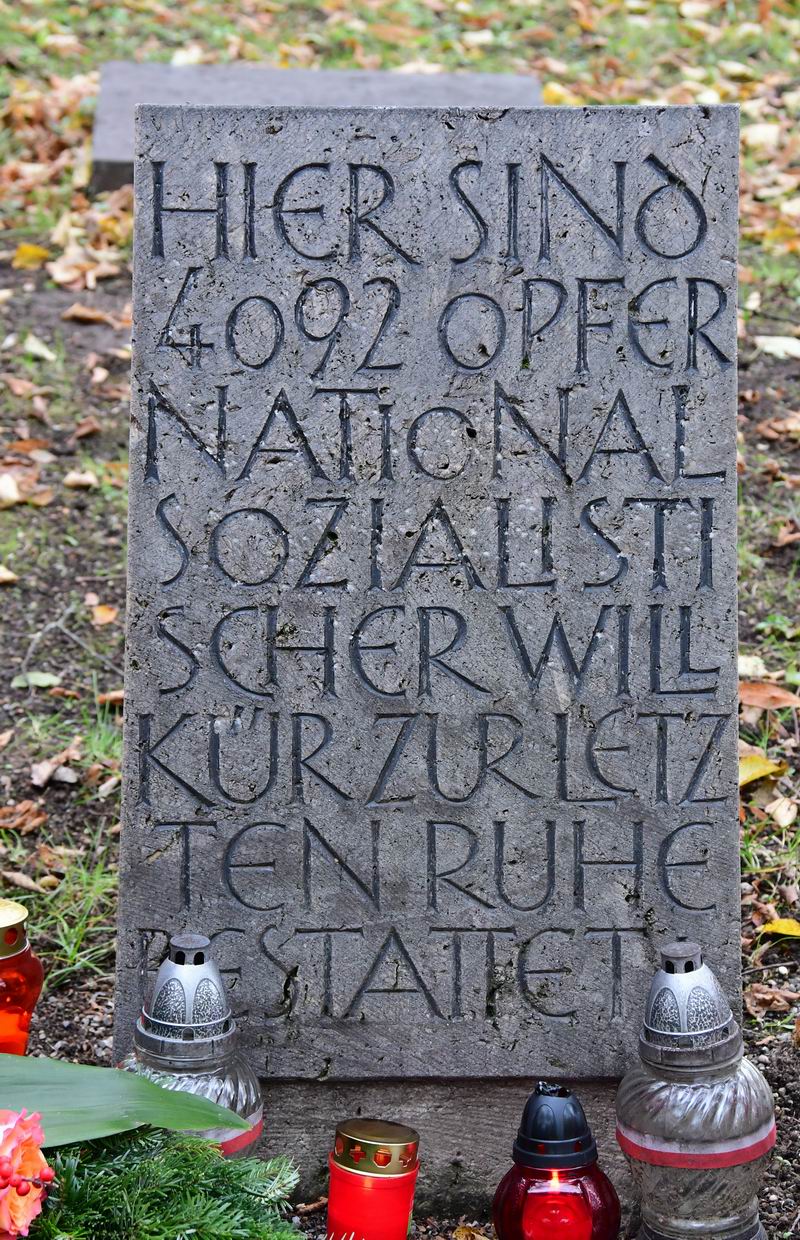 HIER SIND
4092 OPFER
NATIONAL
SOZIALISTI
SCHER WILL
KÜR ZUR LETZ
TEN RUHE
BESTATTET